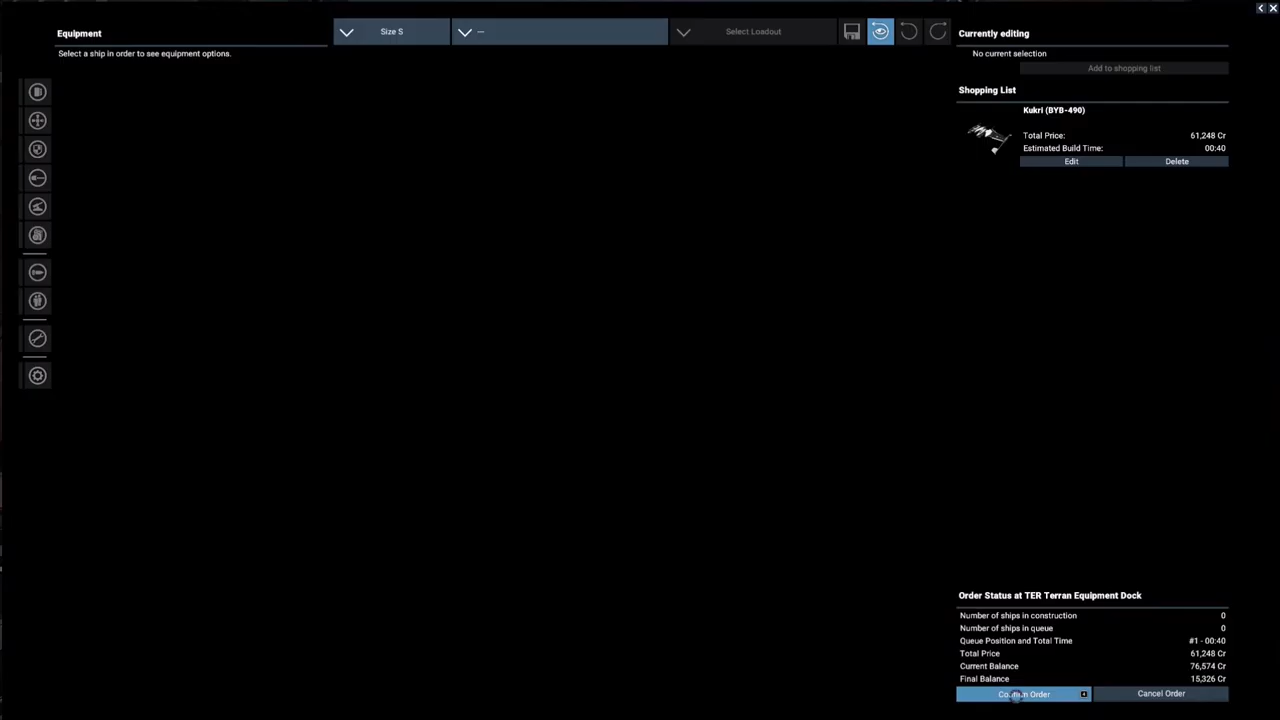 Equipment
Select a ship in order to see equipment options.
Size S
—
Select Loadout
Currently editing
No current selection
Add to shopping list
Shopping List
Kukri (BYB-490)
Total Price: 61,248 Cr
Estimated Build Time: 00:40
Edit Delete
Order Status at TER Terran Equipment Dock
Number of ships in construction 0
Number of ships in queue 0
Queue Position and Total Time #1 - 00:40
Total Price 61,248 Cr
Current Balance 76,574 Cr
Final Balance 15,326 Cr
Confirm Order Cancel Order